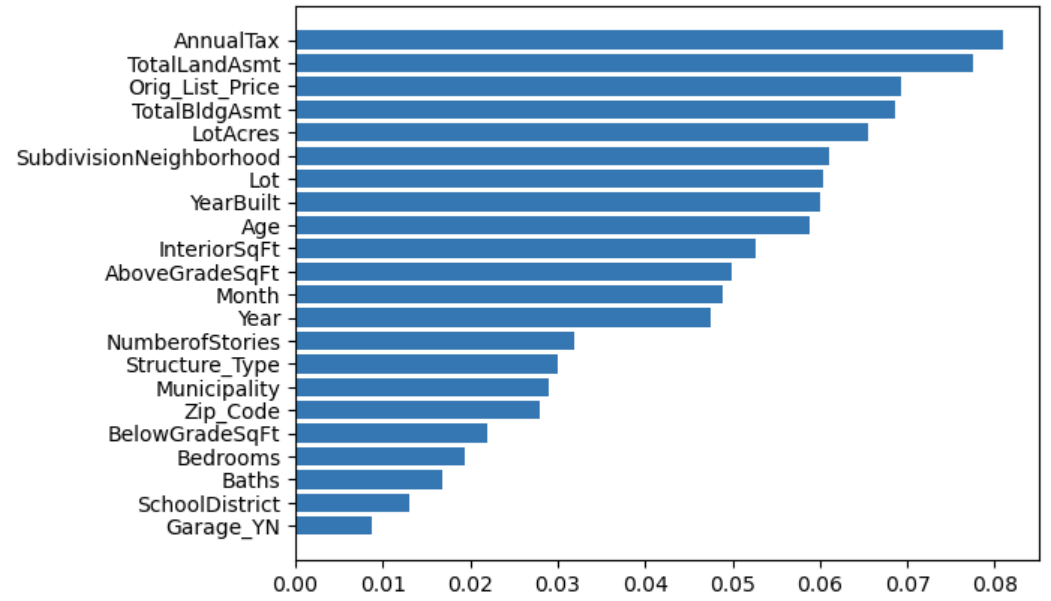 AnnualTax
TotalLandAsmt
Orig_List_Price
TotalBldgAsmt
LotAcres
SubdivisionNeighborhood
Lot
YearBuilt
Age
InteriorSqFt
AboveGradeSqFt
Month
Year
NumberofStories
Structure_Type
Municipality
Zip_Code
BelowGradeSqFt
Bedrooms
Baths
SchoolDistrict
Garage_YN
0.00 0.01 0.02 0.03 0.04 0.05 0.06 0.07 0.08